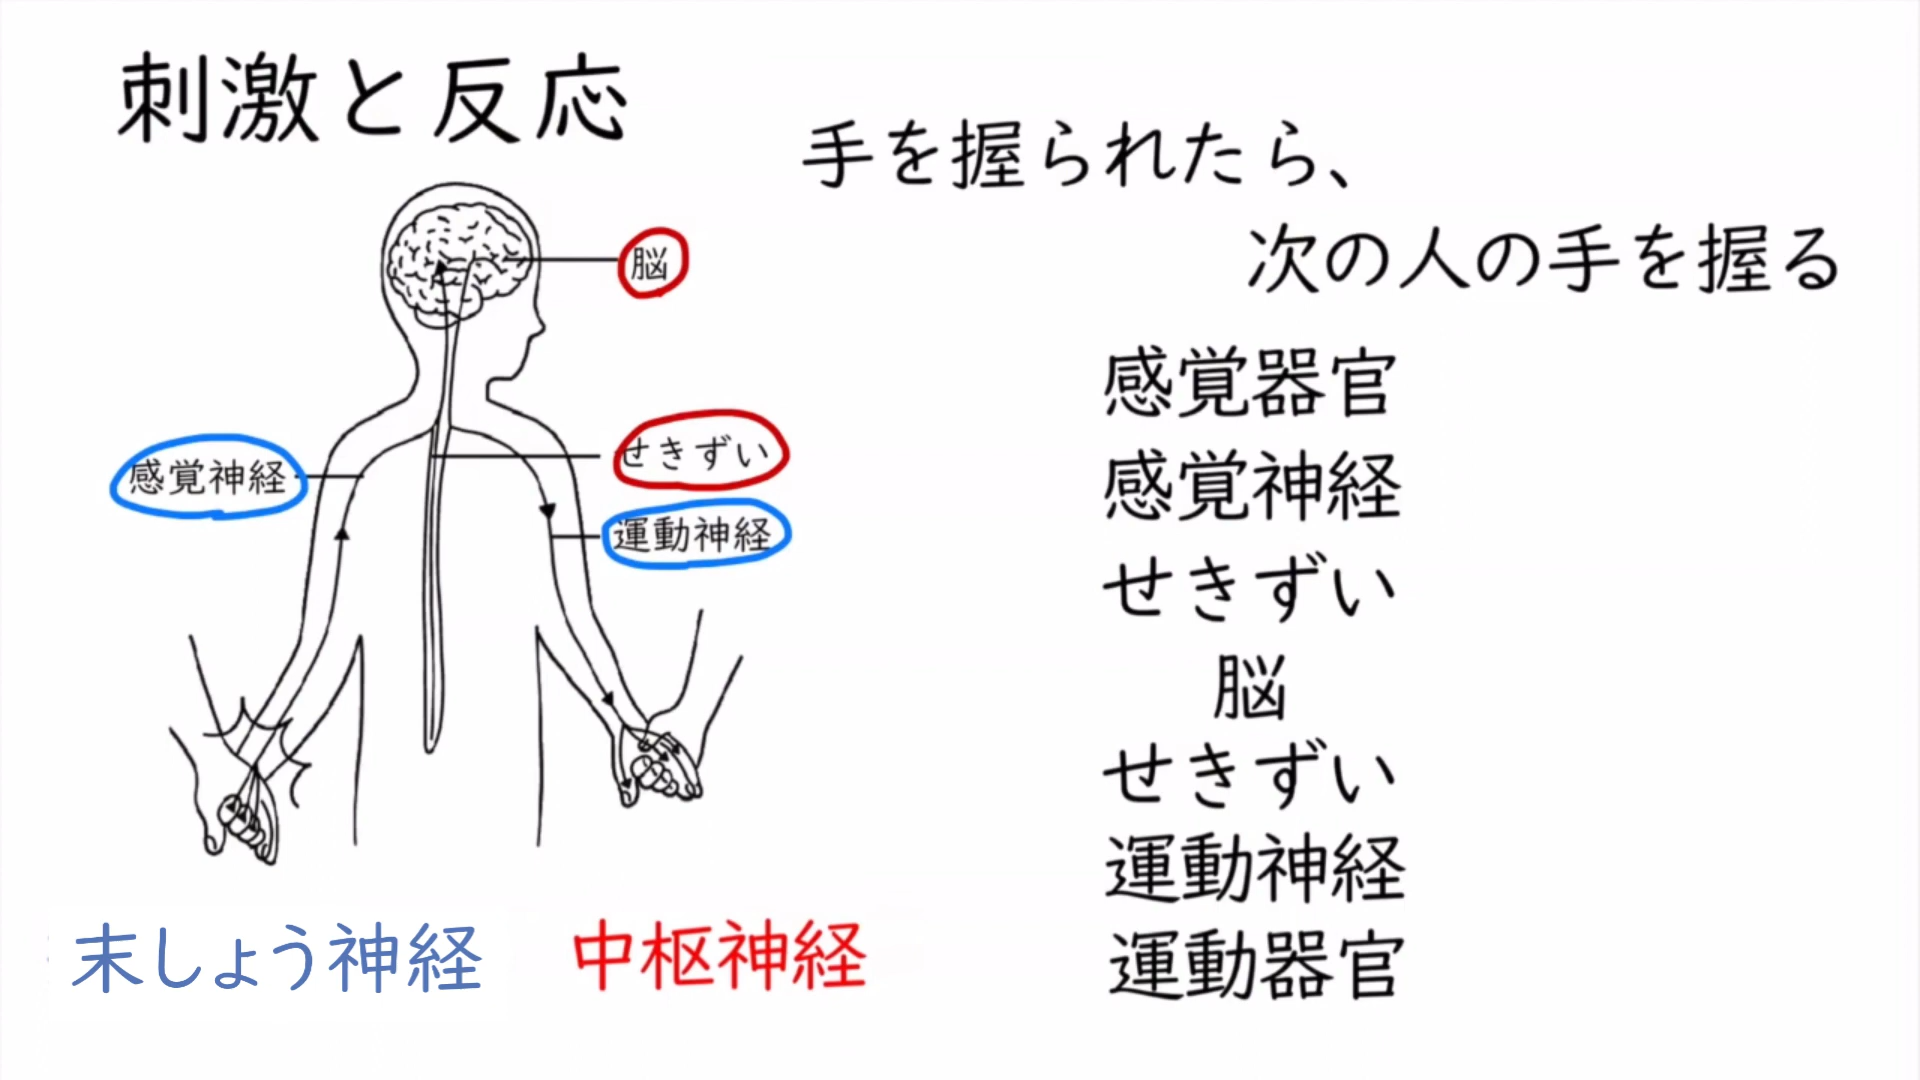 刺激と反応
手を握られたら、
次の人の手を握る
脳
せきずい
感覚神経
運動神経
感覚器官
感覚神経
せきずい
脳
せきずい
運動神経
運動器官
末しょう神経
中枢神経